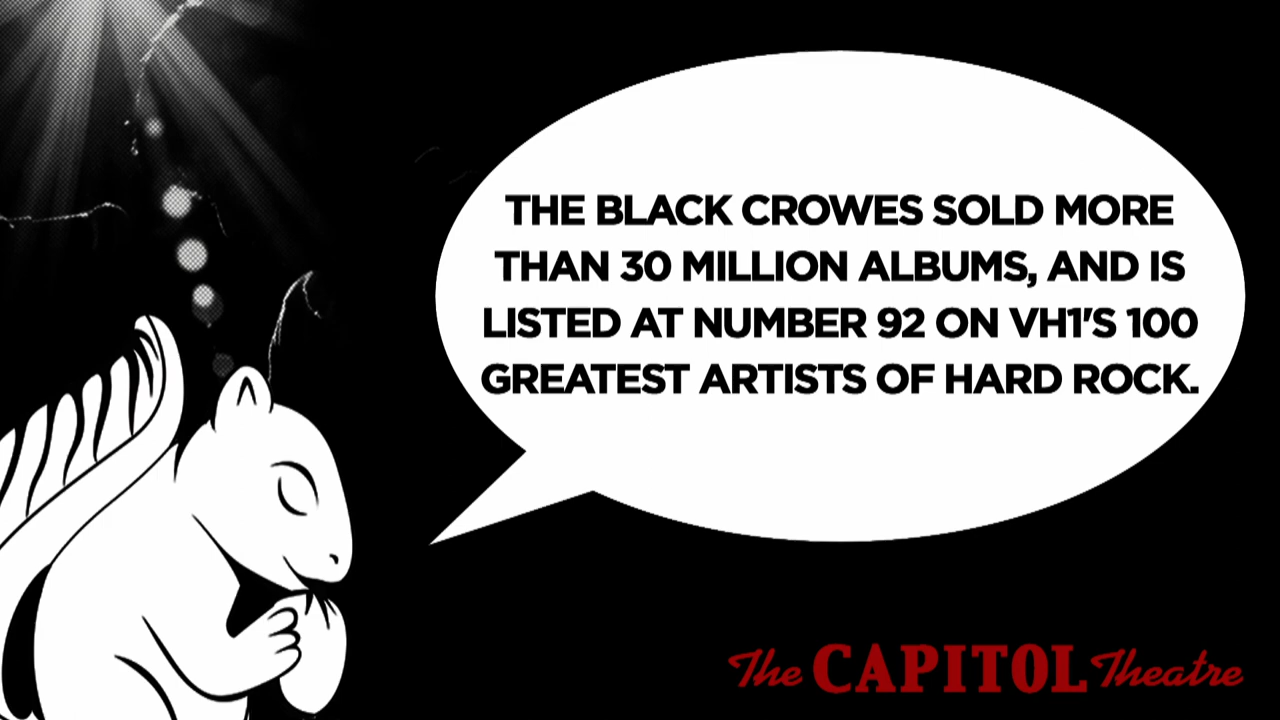 THE BLACK CROWES SOLD MORE
THAN 30 MILLION ALBUMS, AND IS
LISTED AT NUMBER 92 ON VH1'S 100
GREATEST ARTISTS OF HARD ROCK.
The CAPITOL Theatre